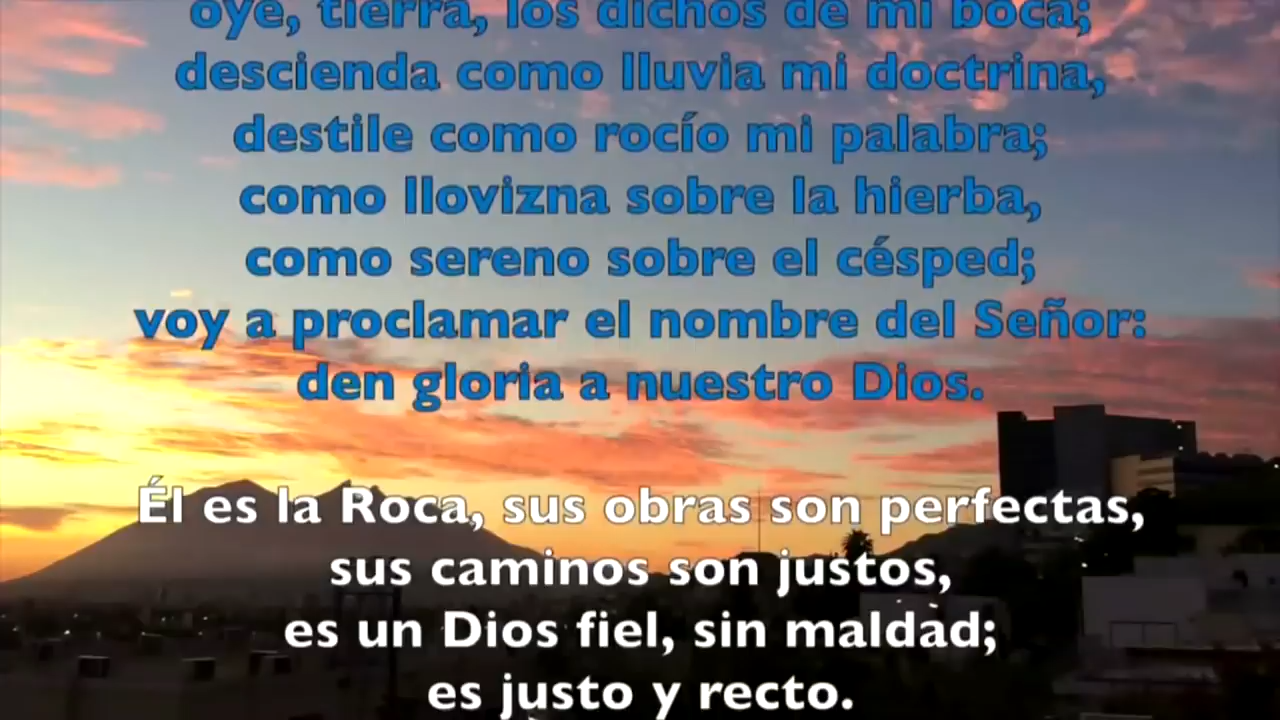 oye, tierra, los dichos de mi boca;
descienda como lluvia mi doctrina,
destile como rocío mi palabra;
como llovizna sobre la hierba,
como sereno sobre el césped;
voy a proclamar el nombre del Señor:
den gloria a nuestro Dios.
Él es la Roca, sus obras son perfectas,
sus caminos son justos,
es un Dios fiel, sin maldad;
es justo y recto.